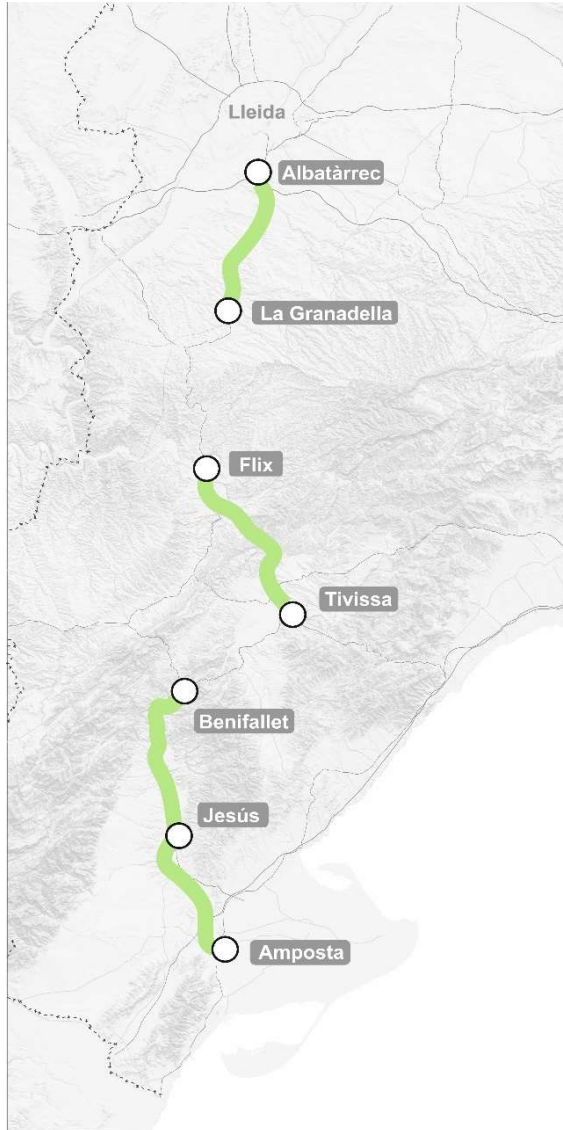 Lleida
Albatàrrec
La Granadella
Flix
Tivissa
Benifallet
Jesús
Amposta